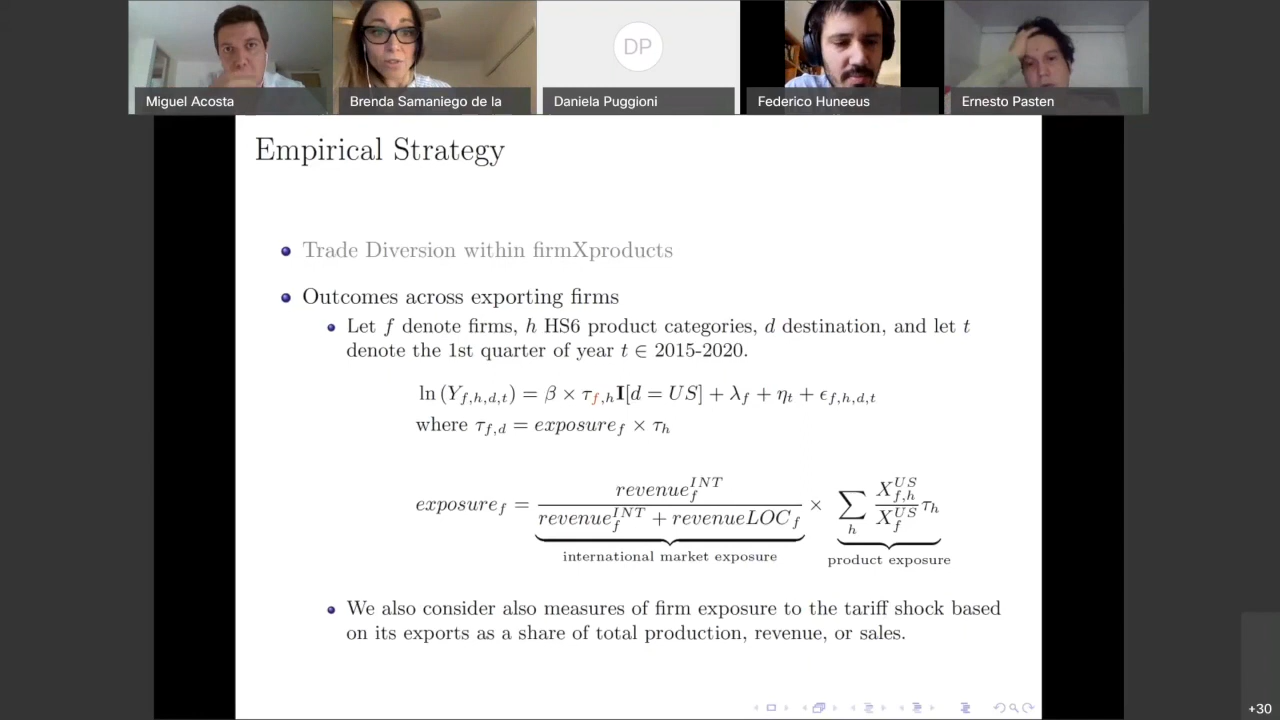 Miguel Acosta
Brenda Samaniego de la
DP
Daniela Puggioni
Federico Huneeus
Ernesto Pasten
Empirical Strategy
Trade Diversion within firmXproducts
Outcomes across exporting firms
Let f denote firms, h HS6 product categories, d destination, and let t
denote the 1st quarter of year t ∈ 2015-2020.
ln (Y_{f,h,d,t}) = β × τ_{f,h}I[d = US] + λ_f + η_t + ϵ_{f,h,d,t}
where τ_{f,d} = exposure_f × τ_h
exposure_f = \frac{revenue_f^{INT}}{revenue_f^{INT} + revenueLOC_f} × \sum_h \frac{X_{f,h}^{US}}{X_f^{US}} τ_h
international market exposure
product exposure
We also consider also measures of firm exposure to the tariff shock based
on its exports as a share of total production, revenue, or sales.
+30